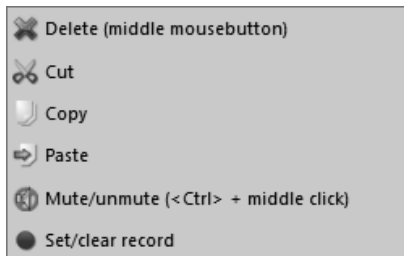 Delete (middle mousebutton)
Cut
Copy
Paste
Mute/unmute (<Ctrl> + middle click)
Set/clear record